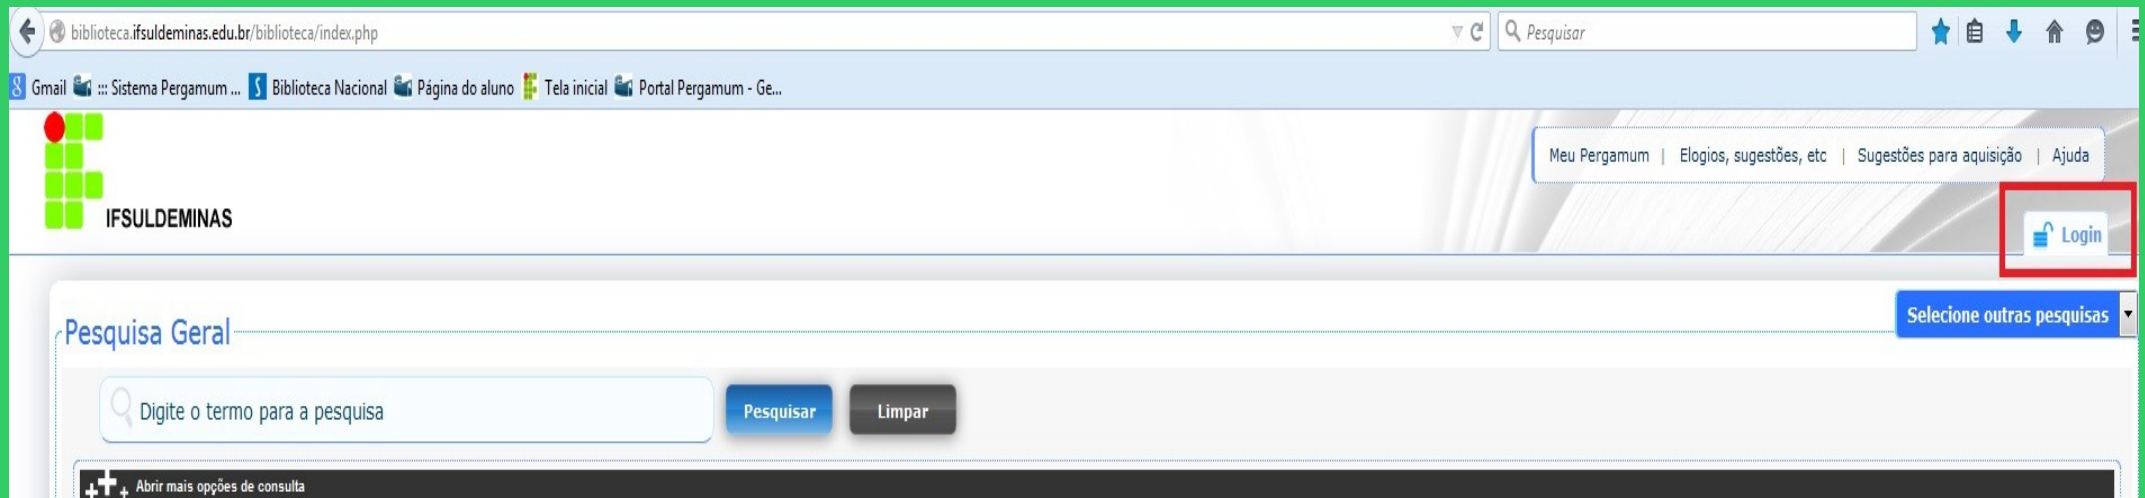 biblioteca.ifsuldeminas.edu.br/biblioteca/index.php
Pesquisar
Gmail ::: Sistema Pergamum ... Biblioteca Nacional Página do aluno Tela inicial Portal Pergamum - Ge...
Meu Pergamum | Elogios, sugestões, etc | Sugestões para aquisição | Ajuda
IFSULDEMINAS
Login
Selecione outras pesquisas
Pesquisa Geral
Digite o termo para a pesquisa
Pesquisar
Limpar
Abrir mais opções de consulta